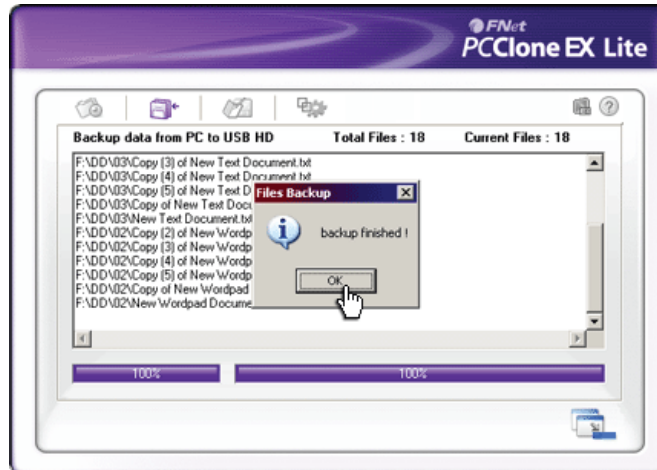 FNet
PCClone EX Lite
Backup data from PC to USB HD Total Files : 18 Current Files : 18
F:\DD\03\Copy (3) of New Text Document.txt
F:\DD\03\Copy (4) of New Text Document.txt
F:\DD\03\Copy (5) of New Text D
F:\DD\03\Copy of New Text Docu
F:\DD\03\New Text Document.txt
F:\DD\02\Copy (2) of New Wordp
F:\DD\02\Copy (3) of New Wordp
F:\DD\02\Copy (4) of New Wordp
F:\DD\02\Copy (5) of New Wordp
F:\DD\02\Copy of New Wordpad
F:\DD\02\New Wordpad Docume
Files Backup
backup finished !
OK
100% 100%